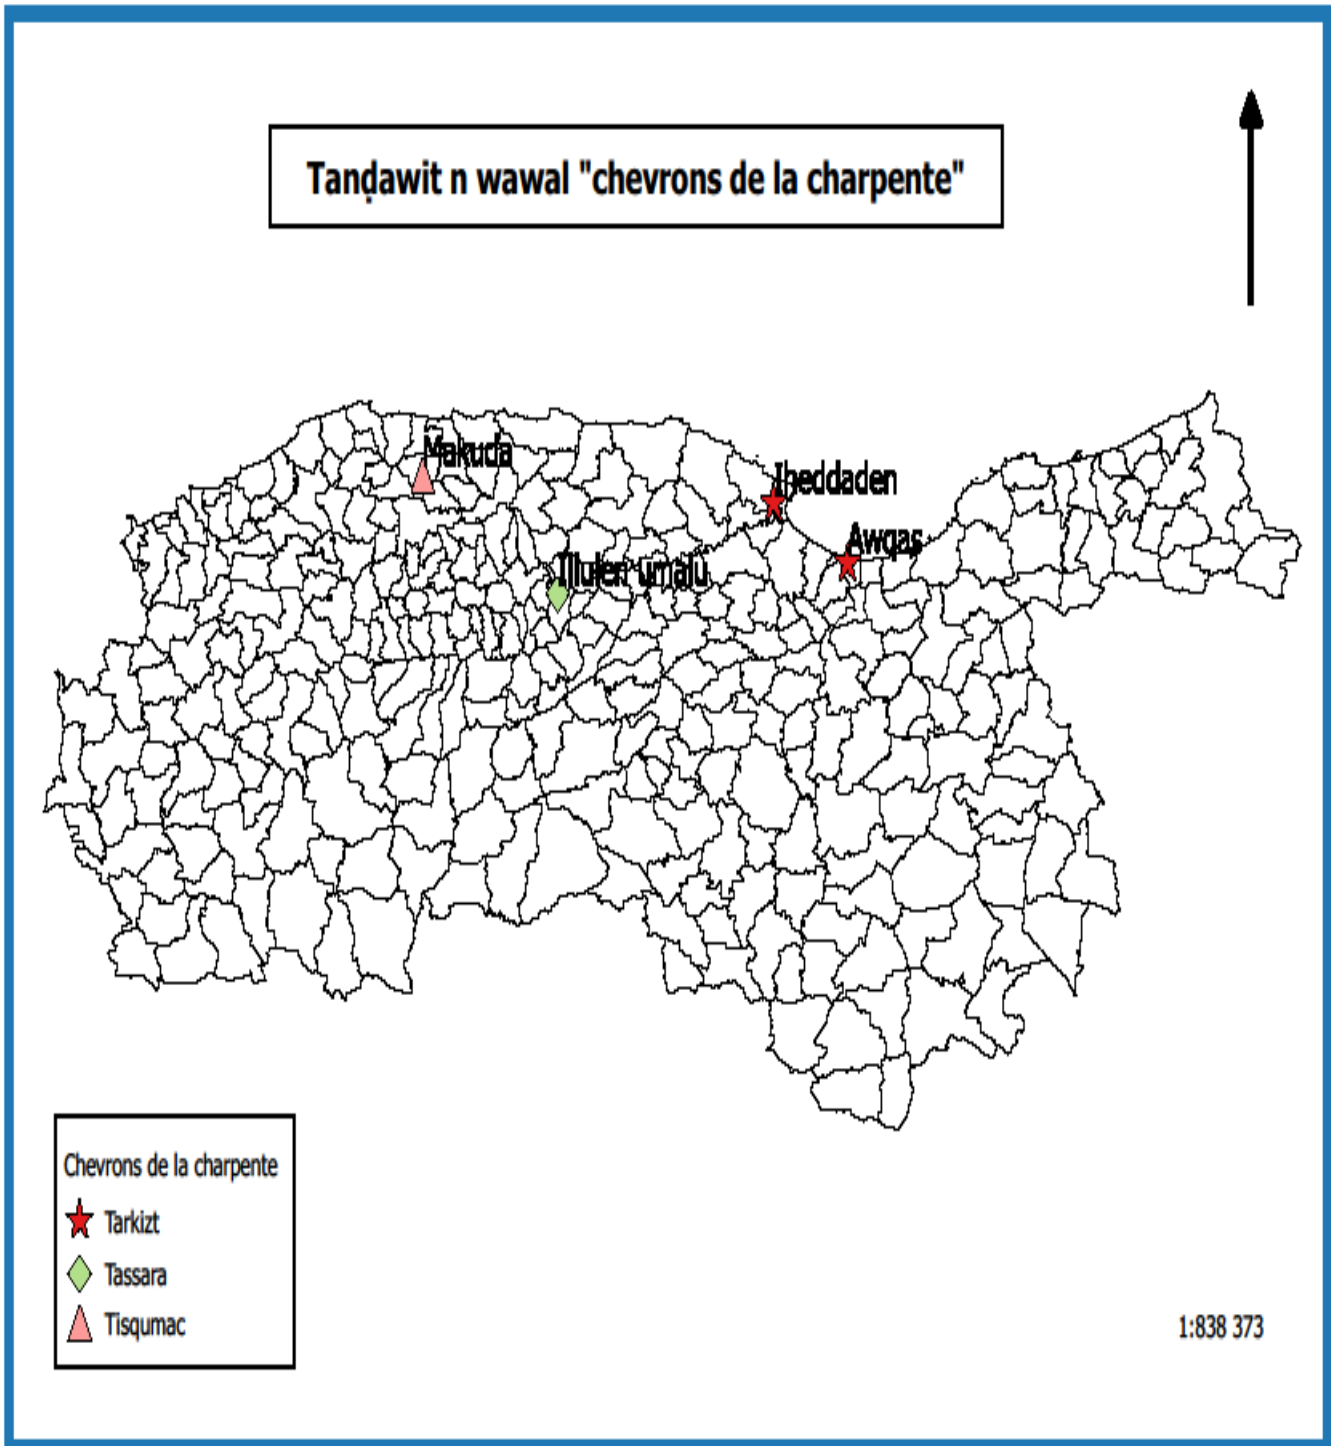 Tanḍawit n wawal "chevrons de la charpente"
Makuda
Iheddaden
Awqas
Illulen umalu
Chevrons de la charpente
Tarkizt
Tassara
Tisqumac
1:838 373